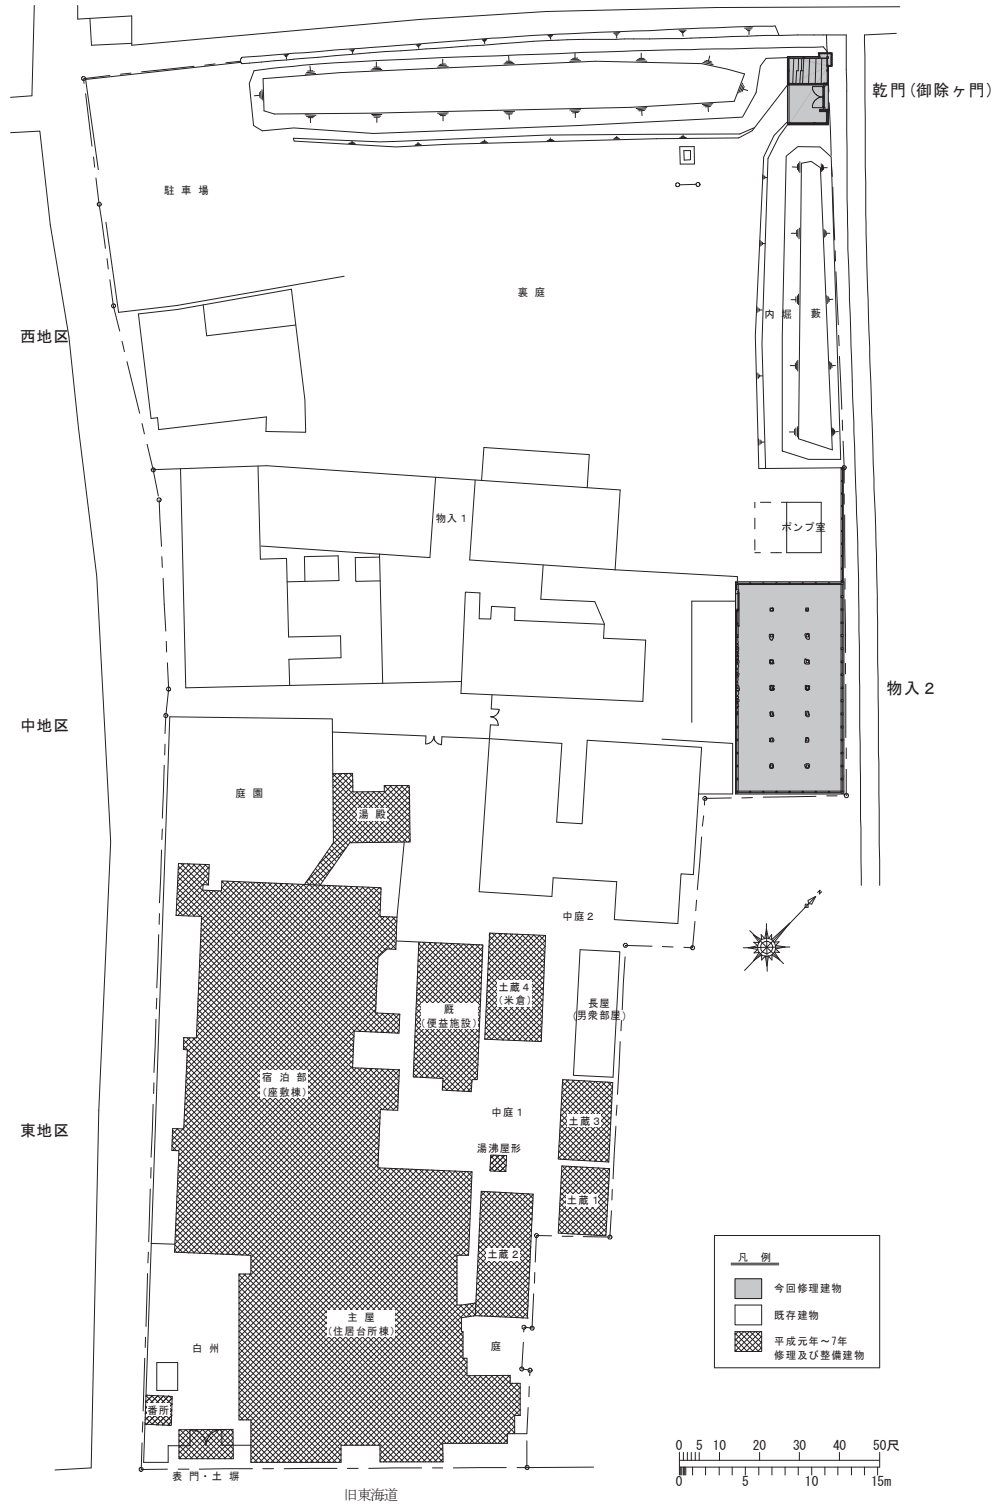 乾門(御除ヶ門)
駐車場
裏庭
内堀
藪
西地区
物入1
ポンプ室
物入2
中地区
庭園
湯殿
中庭2
土蔵4
(米倉)
長屋
(男衆部屋)
厩
(便益施設)
宿泊部
(座敷棟)
中庭1
土蔵3
東地区
湯沸屋形
土蔵1
土蔵2
凡例
今回修理建物
既存建物
平成元年~7年
修理及び整備建物
主屋
(住居台所棟)
白州
庭
番所
表門・土塀
旧東海道
0 5 10 20 30 40 50尺
0 5 10 15m
N